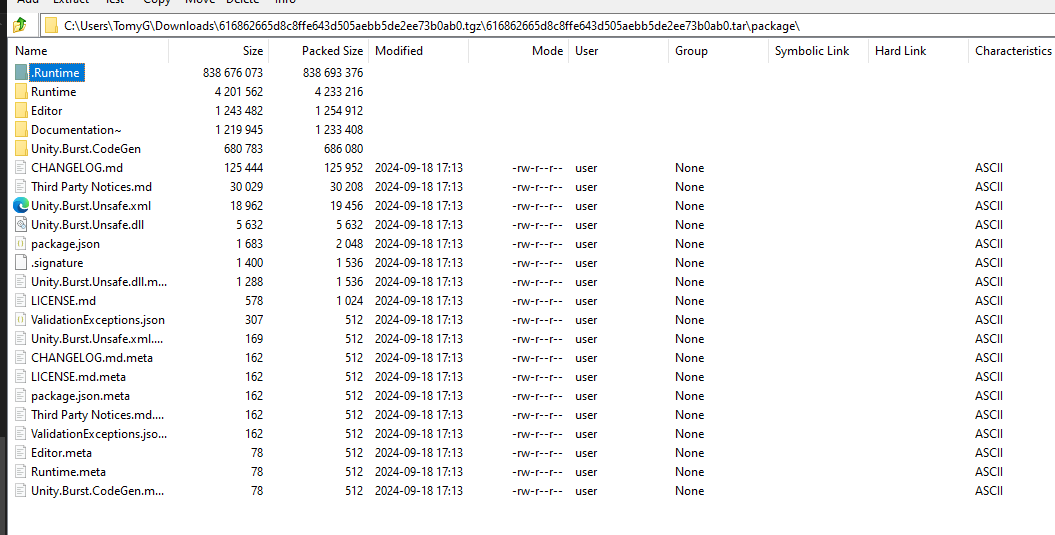 Add Extract Test Copy Move Delete Info
C:\Users\TomyG\Downloads\616862665d8c8ffe643d505aebb5de2ee73b0ab0.tgz\616862665d8c8ffe643d505aebb5de2ee73b0ab0.tar\package\
Name Size Packed Size Modified Mode User Group Symbolic Link Hard Link Characteristics
.Runtime 838 676 073 838 693 376
Runtime 4 201 562 4 233 216
Editor 1 243 482 1 254 912
Documentation~ 1 219 945 1 233 408
Unity.Burst.CodeGen 680 783 686 080
CHANGELOG.md 125 444 125 952 2024-09-18 17:13 -rw-r--r-- user None ASCII
Third Party Notices.md 30 029 30 208 2024-09-18 17:13 -rw-r--r-- user None ASCII
Unity.Burst.Unsafe.xml 18 962 19 456 2024-09-18 17:13 -rw-r--r-- user None ASCII
Unity.Burst.Unsafe.dll 5 632 5 632 2024-09-18 17:13 -rw-r--r-- user None ASCII
package.json 1 683 2 048 2024-09-18 17:13 -rw-r--r-- user None ASCII
.signature 1 400 1 536 2024-09-18 17:13 -rw-r--r-- user None ASCII
Unity.Burst.Unsafe.dll.m... 1 288 1 536 2024-09-18 17:13 -rw-r--r-- user None ASCII
LICENSE.md 578 1 024 2024-09-18 17:13 -rw-r--r-- user None ASCII
ValidationExceptions.json 307 512 2024-09-18 17:13 -rw-r--r-- user None ASCII
Unity.Burst.Unsafe.xml.... 169 512 2024-09-18 17:13 -rw-r--r-- user None ASCII
CHANGELOG.md.meta 162 512 2024-09-18 17:13 -rw-r--r-- user None ASCII
LICENSE.md.meta 162 512 2024-09-18 17:13 -rw-r--r-- user None ASCII
package.json.meta 162 512 2024-09-18 17:13 -rw-r--r-- user None ASCII
Third Party Notices.md.... 162 512 2024-09-18 17:13 -rw-r--r-- user None ASCII
ValidationExceptions.jso... 162 512 2024-09-18 17:13 -rw-r--r-- user None ASCII
Editor.meta 78 512 2024-09-18 17:13 -rw-r--r-- user None ASCII
Runtime.meta 78 512 2024-09-18 17:13 -rw-r--r-- user None ASCII
Unity.Burst.CodeGen.m... 78 512 2024-09-18 17:13 -rw-r--r-- user None ASCII